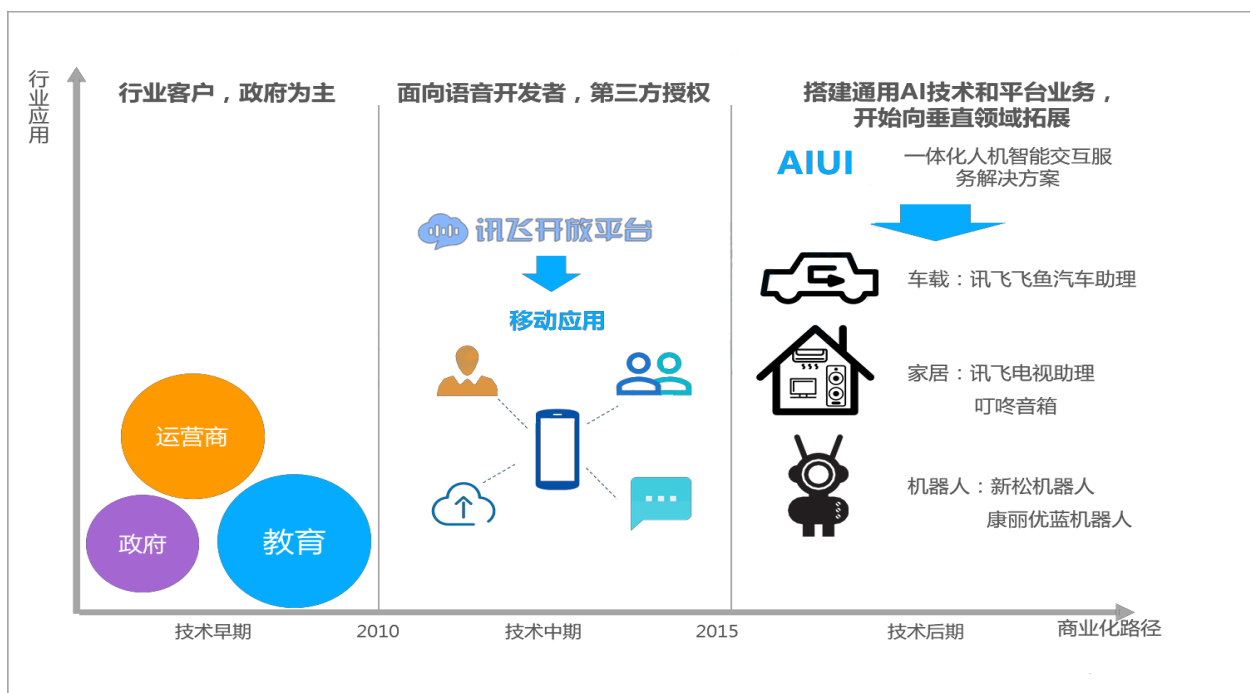 行业应用
行业客户，政府为主
运营商
政府
教育
面向语音开发者，第三方授权
讯飞开放平台
移动应用
搭建通用AI技术和平台业务，
开始向垂直领域拓展
AIUI
一体化人机智能交互服
务解决方案
车载：讯飞飞鱼汽车助理
家居：讯飞电视助理
叮咚音箱
机器人：新松机器人
康丽优蓝机器人
技术早期
2010
技术中期
2015
技术后期
商业化路径